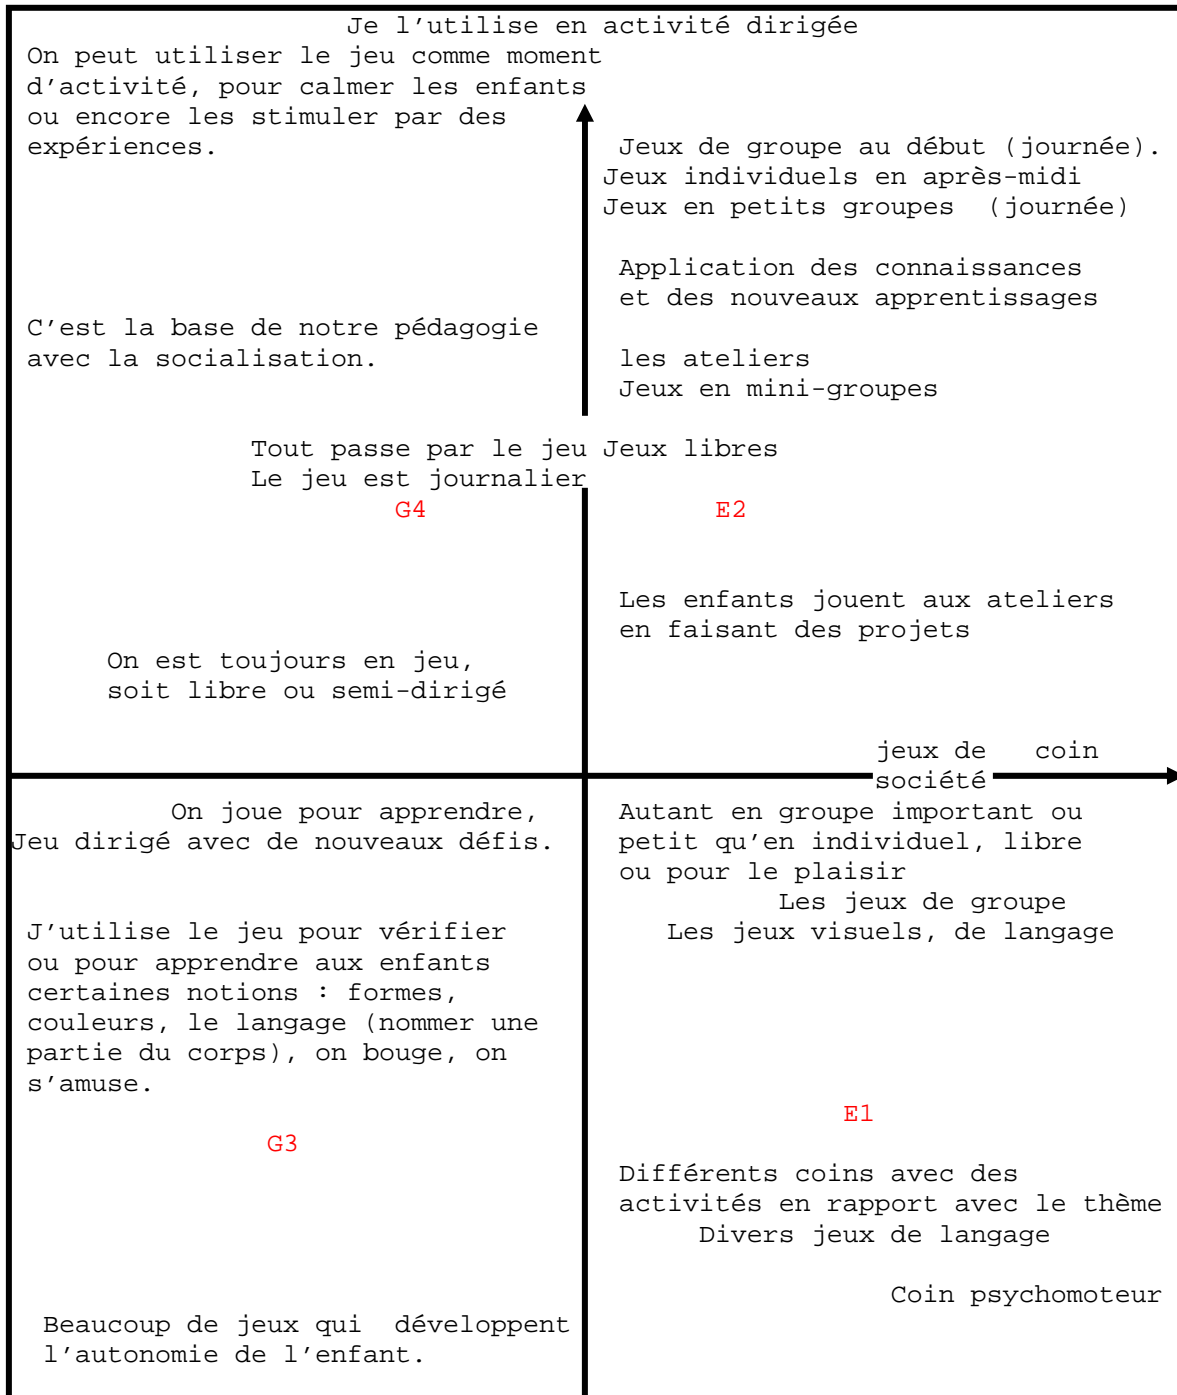 Je l’utilise en activité dirigée
On peut utiliser le jeu comme moment
d’activité, pour calmer les enfants
ou encore les stimuler par des
expériences.
Jeux de groupe au début (journée).
Jeux individuels en après-midi
Jeux en petits groupes (journée)
Application des connaissances
et des nouveaux apprentissages
C’est la base de notre pédagogie
avec la socialisation.
les ateliers
Jeux en mini-groupes
Tout passe par le jeu
Le jeu est journalier
Jeux libres
G4
E2
Les enfants jouent aux ateliers
en faisant des projets
On est toujours en jeu,
soit libre ou semi-dirigé
jeux de
société
coin
On joue pour apprendre,
Jeu dirigé avec de nouveaux défis.
Autant en groupe important ou
petit qu’en individuel, libre
ou pour le plaisir
Les jeux de groupe
Les jeux visuels, de langage
J’utilise le jeu pour vérifier
ou pour apprendre aux enfants
certaines notions : formes,
couleurs, le langage (nommer une
partie du corps), on bouge, on
s’amuse.
E1
G3
Différents coins avec des
activités en rapport avec le thème
Divers jeux de langage
Coin psychomoteur
Beaucoup de jeux qui développent
l’autonomie de l’enfant.